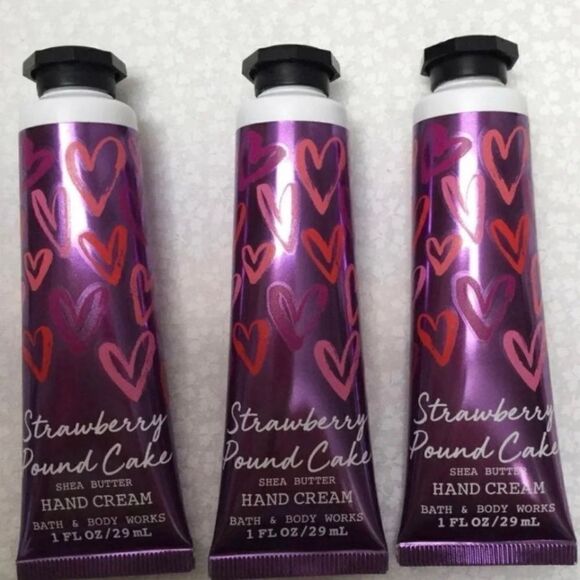 Strawberry
Pound Cake
SHEA BUTTER
HAND CREAM
BATH & BODY WORKS
1 FL OZ/29 mL
Strawberry
Pound Cake
SHEA BUTTER
HAND CREAM
BATH & BODY WORKS
1 FL OZ/29 mL
Strawberry
Pound Cake
SHEA BUTTER
HAND CREAM
BATH & BODY WORKS
1 FL OZ/29 mL